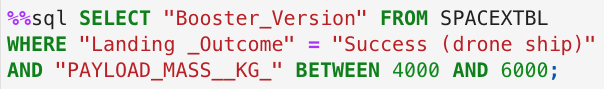 %%sql SELECT "Booster_Version" FROM SPACEXTBL
WHERE "Landing _Outcome" = "Success (drone ship)"
AND "PAYLOAD_MASS__KG_" BETWEEN 4000 AND 6000;